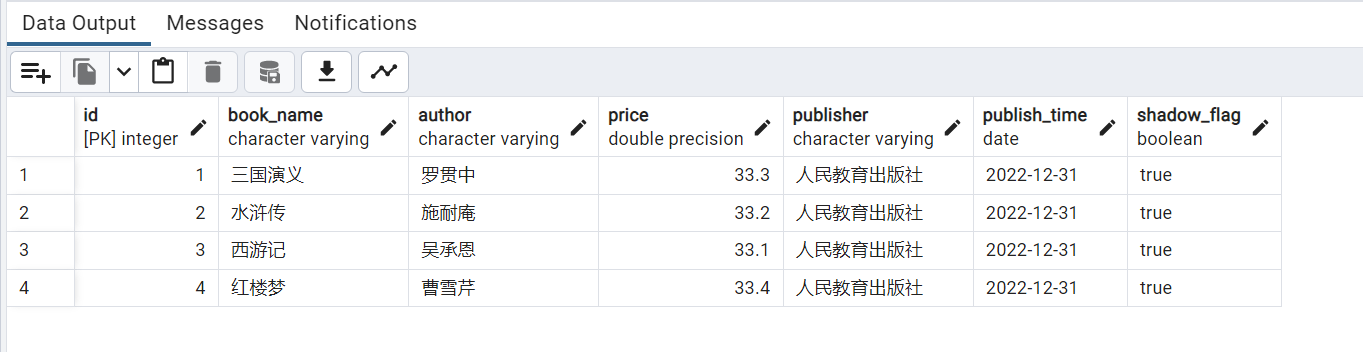 Data Output Messages Notifications
id book_name author price publisher publish_time shadow_flag
[PK] integer character varying character varying double precision character varying date boolean
1 1 三国演义 罗贯中 33.3 人民教育出版社 2022-12-31 true
2 2 水浒传 施耐庵 33.2 人民教育出版社 2022-12-31 true
3 3 西游记 吴承恩 33.1 人民教育出版社 2022-12-31 true
4 4 红楼梦 曹雪芹 33.4 人民教育出版社 2022-12-31 true